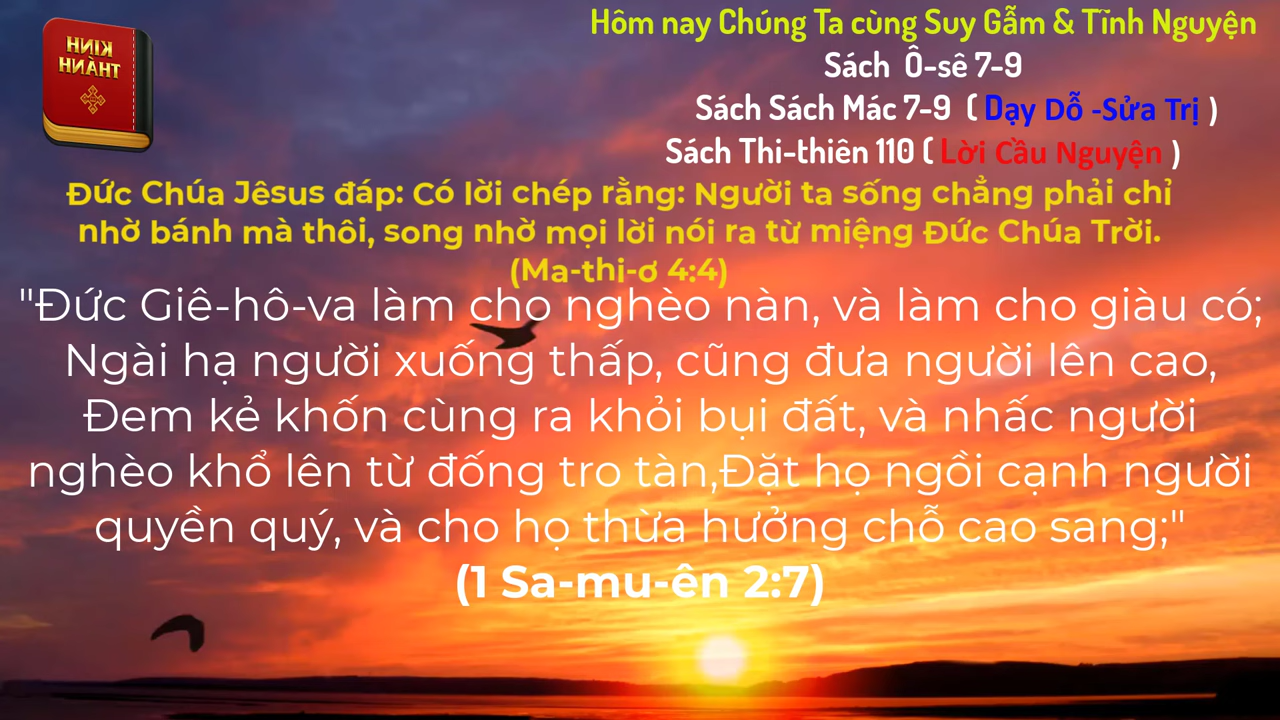 KINH
THÁNH
Hôm nay Chúng Ta cùng Suy Gẫm & Tĩnh Nguyện
Sách Ô-sê 7-9
Sách Sách Mác 7-9 ( Dạy Dỗ -Sửa Trị )
Sách Thi-thiên 110 ( Lời Cầu Nguyện )
Đức Chúa Jêsus đáp: Có lời chép rằng: Người ta sống chẳng phải chỉ
nhờ bánh mà thôi, song nhờ mọi lời nói ra từ miệng Đức Chúa Trời.
(Ma-thi-ơ 4:4)
"Đức Giê-hô-va làm cho nghèo nàn, và làm cho giàu có;
Ngài hạ người xuống thấp, cũng đưa người lên cao,
Đem kẻ khốn cùng ra khỏi bụi đất, và nhấc người
nghèo khổ lên từ đống tro tàn,Đặt họ ngồi cạnh người
quyền quý, và cho họ thừa hưởng chỗ cao sang;"
(1 Sa-mu-ên 2:7)